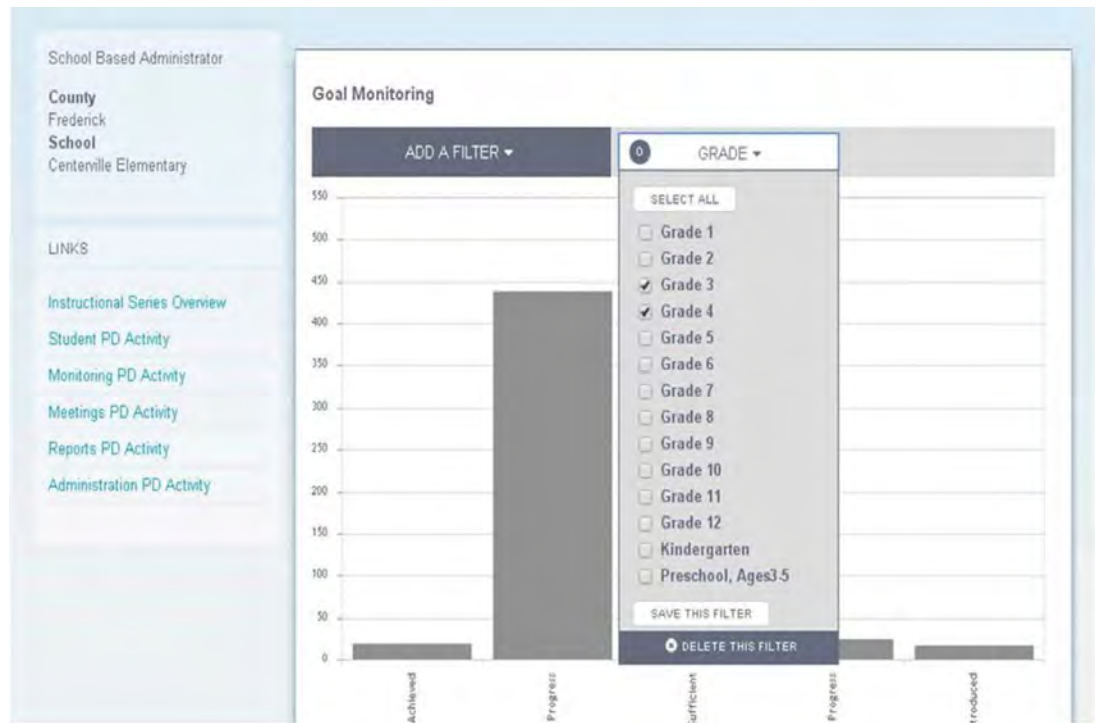 School Based Administrator
County
Frederick
School
Centerville Elementary
LINKS
Instructional Series Overview
Student PD Activity
Monitoring PD Activity
Meetings PD Activity
Reports PD Activity
Administration PD Activity
Goal Monitoring
ADD A FILTER
0 GRADE
SELECT ALL
Grade 1
Grade 2
Grade 3
Grade 4
Grade 5
Grade 6
Grade 7
Grade 8
Grade 9
Grade 10
Grade 11
Grade 12
Kindergarten
Preschool, Ages3-5
SAVE THIS FILTER
DELETE THIS FILTER
550
500
450
400
350
300
250
200
150
100
50
0
Achieved
Progress
Progress